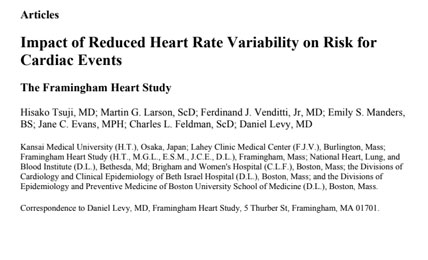 Articles
Impact of Reduced Heart Rate Variability on Risk for
Cardiac Events
The Framingham Heart Study
Hisako Tsuji, MD; Martin G. Larson, ScD; Ferdinand J. Venditti, Jr, MD; Emily S. Manders,
BS; Jane C. Evans, MPH; Charles L. Feldman, ScD; Daniel Levy, MD
Kansai Medical University (H.T.), Osaka, Japan; Lahey Clinic Medical Center (F.J.V.), Burlington, Mass;
Framingham Heart Study (H.T., M.G.L., E.S.M., J.C.E., D.L.), Framingham, Mass; National Heart, Lung, and
Blood Institute (D.L.), Bethesda, Md; Brigham and Women's Hospital (C.L.F.), Boston, Mass; the Divisions of
Cardiology and Clinical Epidemiology of Beth Israel Hospital (D.L.), Boston, Mass; and the Divisions of
Epidemiology and Preventive Medicine of Boston University School of Medicine (D.L.), Boston, Mass.
Correspondence to Daniel Levy, MD, Framingham Heart Study, 5 Thurber St, Framingham, MA 01701.